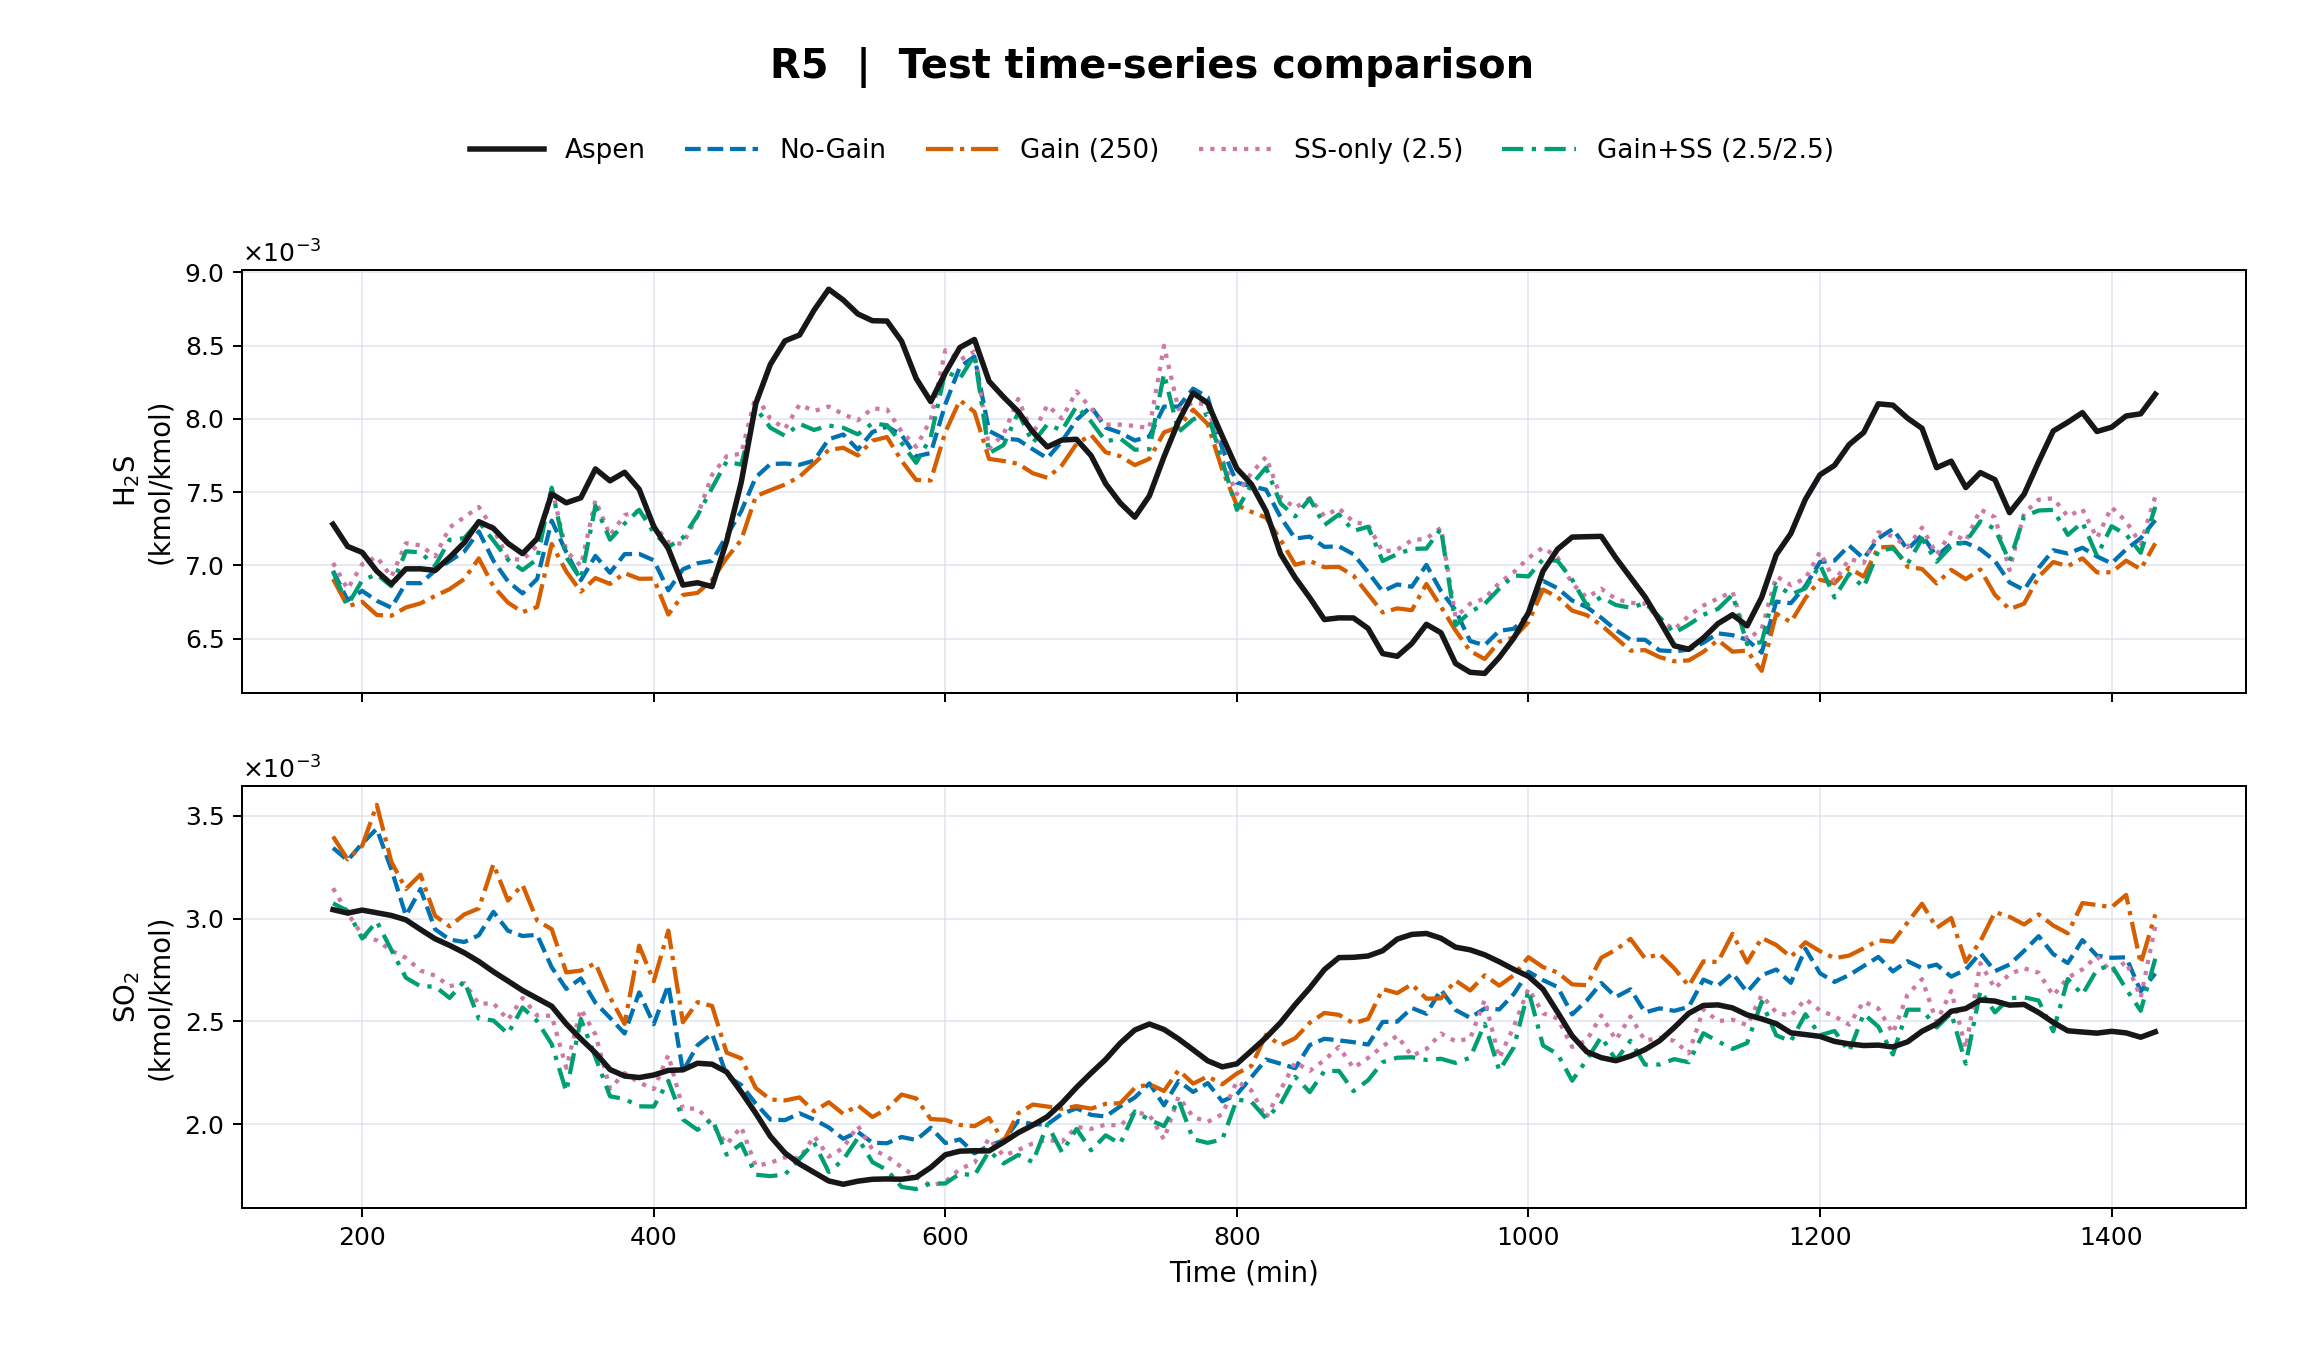 R5 | Test time-series comparison
Aspen No-Gain Gain (250) SS-only (2.5) Gain+SS (2.5/2.5)
×10⁻³
9.0
8.5
8.0
7.5
7.0
6.5
H₂S
(kmol/kmol)
×10⁻³
3.5
3.0
2.5
2.0
SO₂
(kmol/kmol)
200 400 600 800 1000 1200 1400
Time (min)